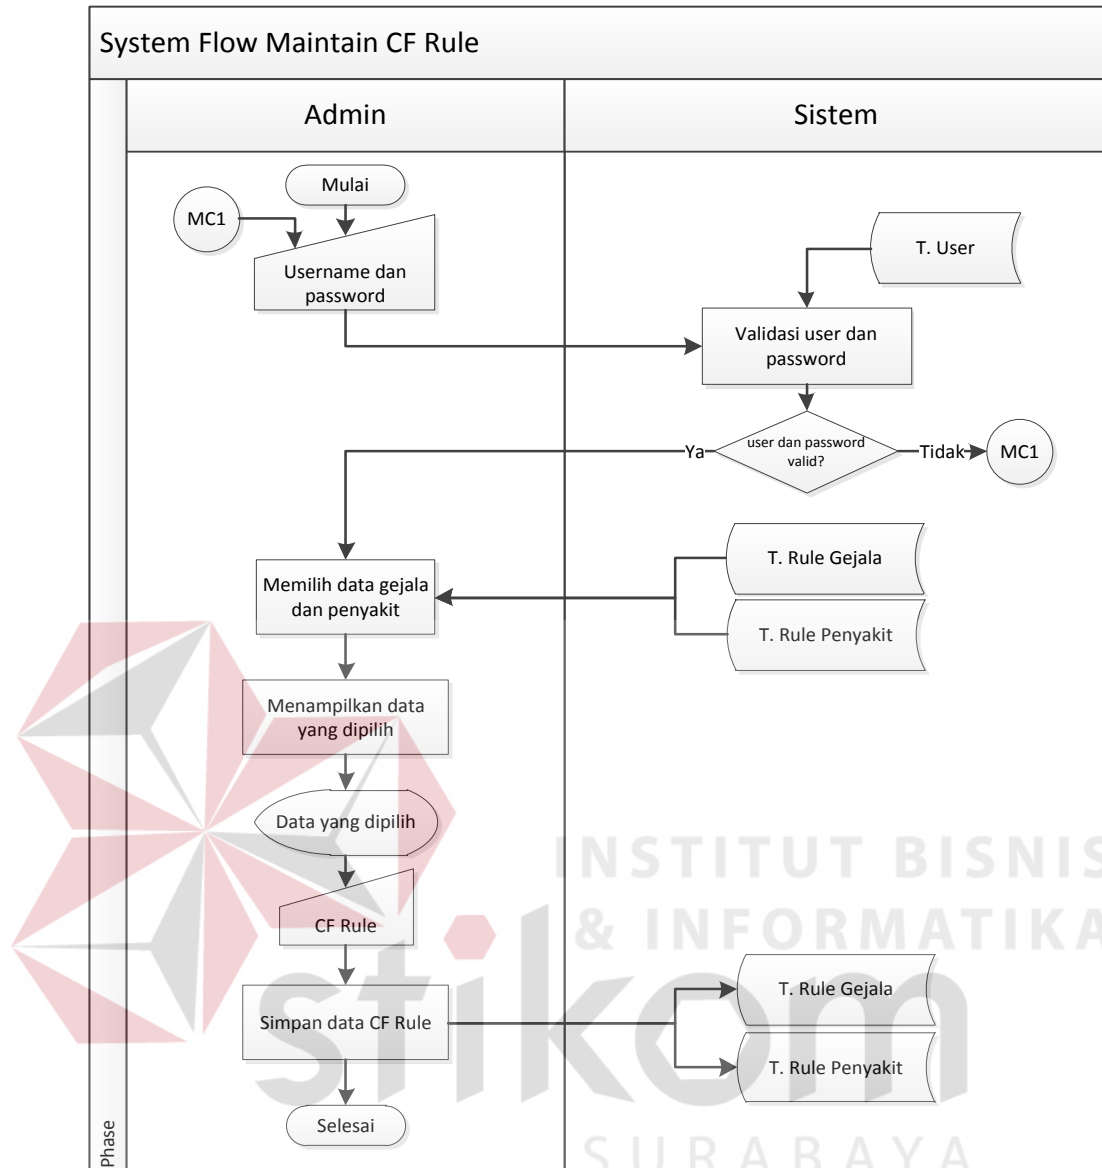 System Flow Maintain CF Rule
Admin
Sistem
Mulai
MC1
Username dan
password
T. User
Validasi user dan
password
user dan password
valid?
Ya
Tidak
MC1
T. Rule Gejala
Memilih data gejala
dan penyakit
T. Rule Penyakit
Menampilkan data
yang dipilih
Data yang dipilih
INSTITUT BISNIS
& INFORMATIKA
CF Rule
stikom
T. Rule Gejala
Simpan data CF Rule
T. Rule Penyakit
Selesai
SURABAYA
Phase